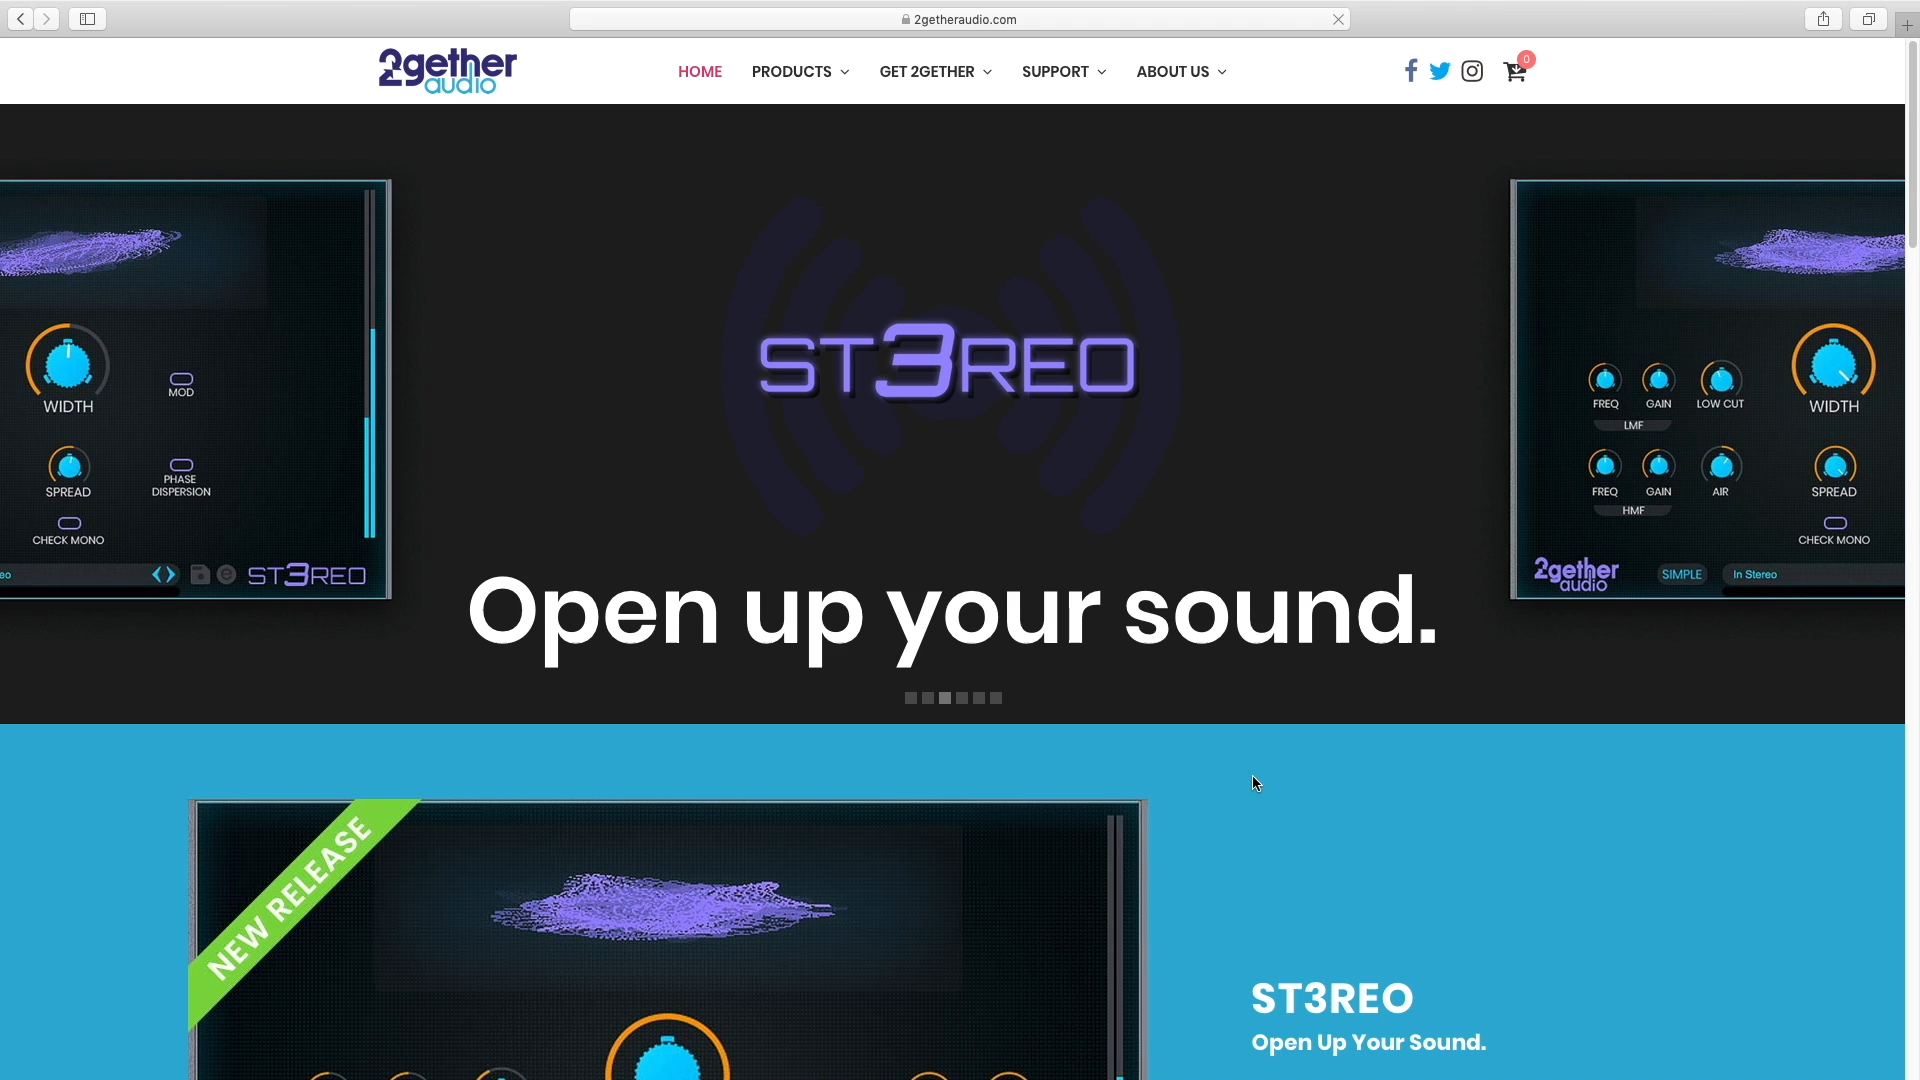 2getheraudio.com
2gether
audio
HOME
PRODUCTS
GET 2GETHER
SUPPORT
ABOUT US
0
WIDTH
MOD
SPREAD
PHASE
DISPERSION
CHECK MONO
eo
ST3REO
ST3REO
FREQ
GAIN
LOW CUT
WIDTH
LMF
FREQ
GAIN
AIR
SPREAD
HMF
CHECK MONO
2gether
audio
SIMPLE
In Stereo
Open up your sound.
NEW RELEASE
ST3REO
Open Up Your Sound.